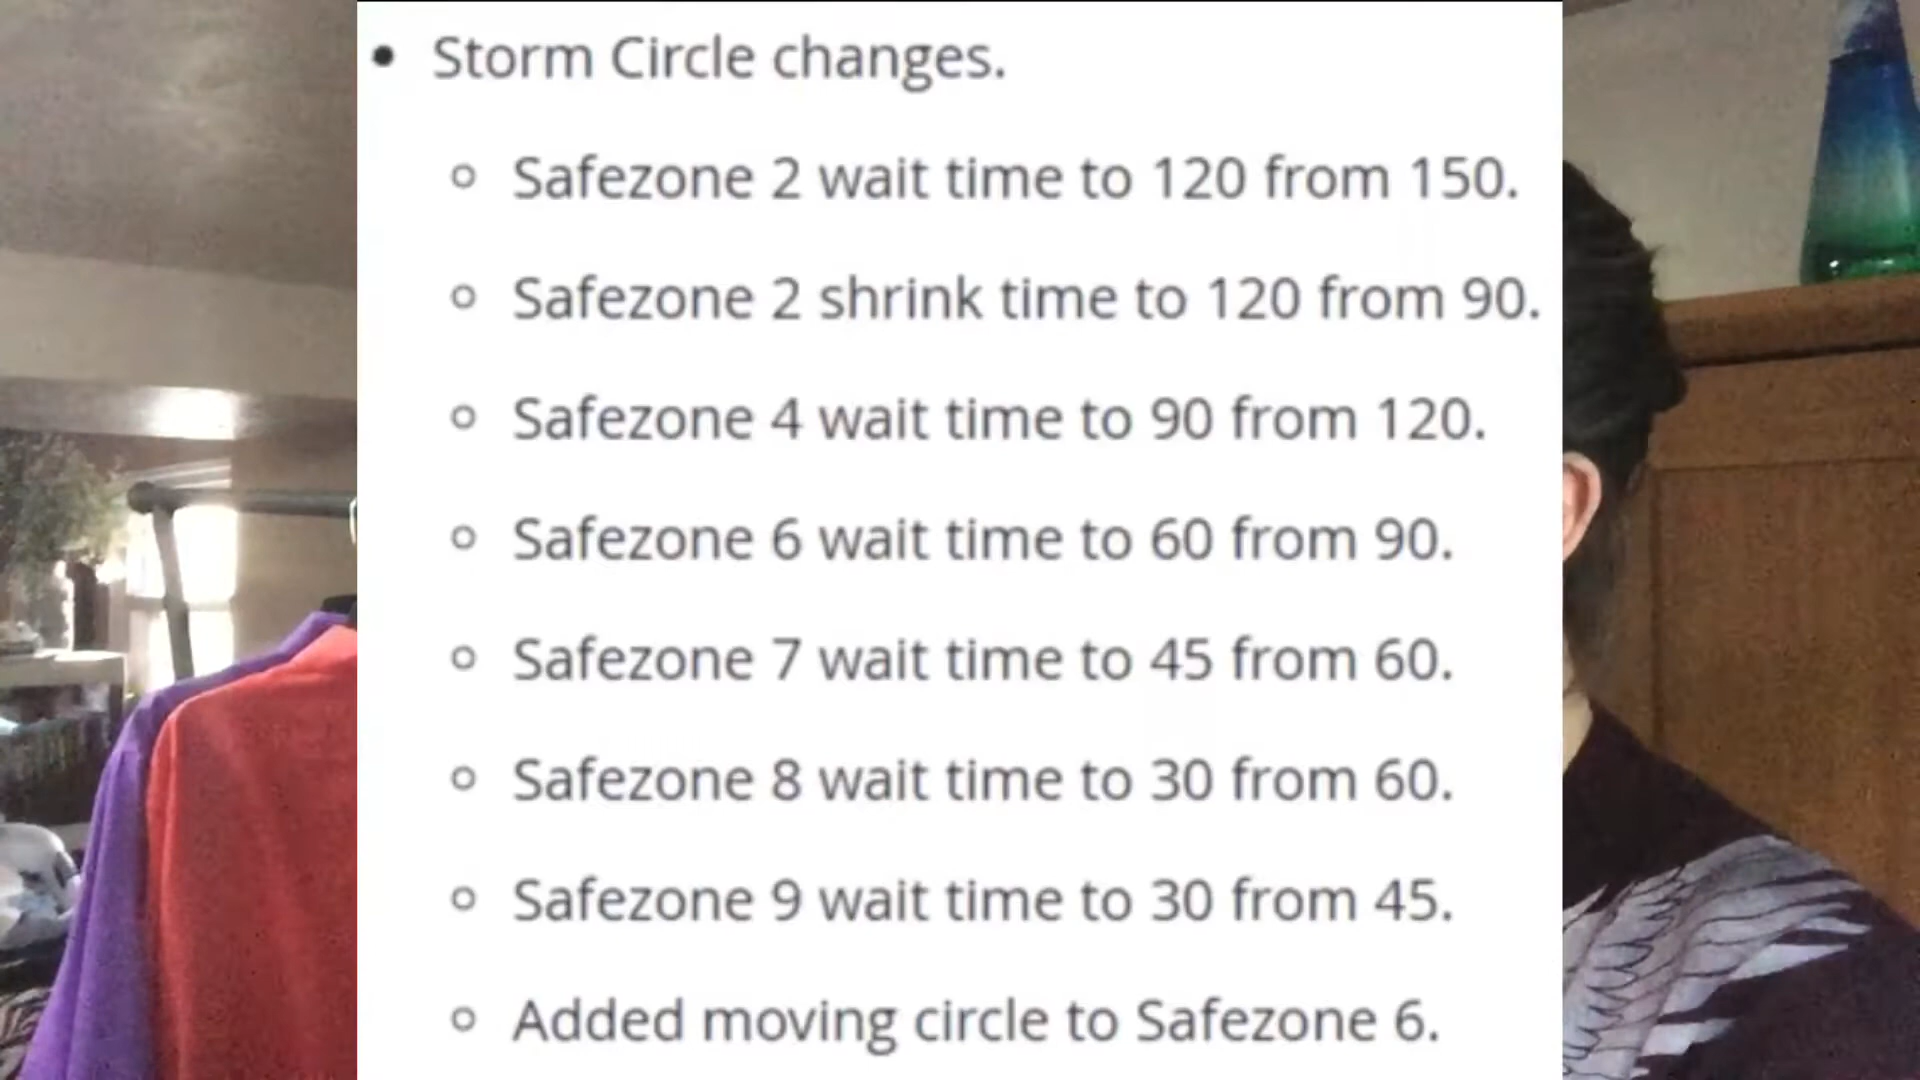 Storm Circle changes.
Safezone 2 wait time to 120 from 150.
Safezone 2 shrink time to 120 from 90.
Safezone 4 wait time to 90 from 120.
Safezone 6 wait time to 60 from 90.
Safezone 7 wait time to 45 from 60.
Safezone 8 wait time to 30 from 60.
Safezone 9 wait time to 30 from 45.
Added moving circle to Safezone 6.